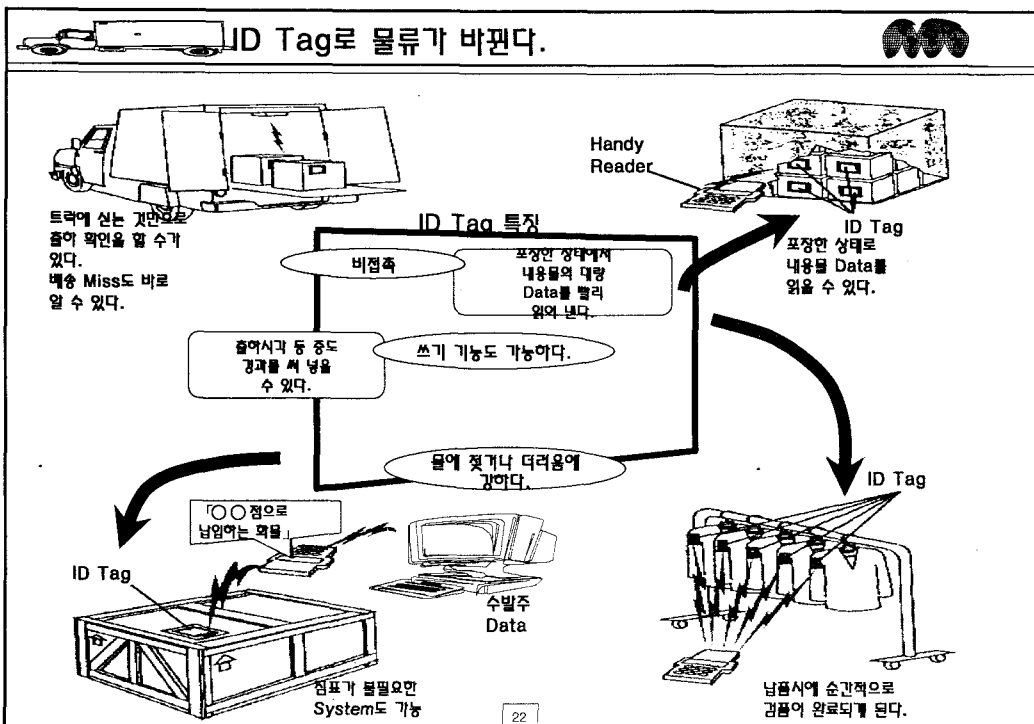 ID Tag로 물류가 바뀐다.
트럭에 싣는 것만으로
출하 확인을 할 수가
있다.
배송 Miss도 바로
알 수 있다.
Handy
Reader
ID Tag
포장한 상태로
내용물 Data를
읽을 수 있다.
ID Tag 특징
비접촉
포장한 상태에서
내용물의 대량
Data를 빨리
읽어 낸다.
출하시각 등 중도
경과를 써 넣을
수 있다.
쓰기 기능도 가능하다.
물에 젖거나 더러움에
강하다.
「○○점으로
납입하는 화물」
ID Tag
수발주
Data
짐표가 불필요한
System도 가능
ID Tag
납품시에 순간적으로
검품이 완료되게 된다.
22